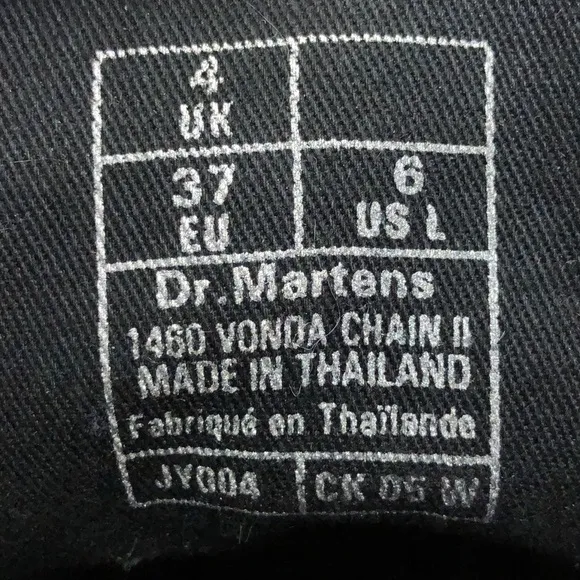 4
UK
37
EU
6
US L
Dr.Martens
1460 VONDA CHAIN II
MADE IN THAILAND
Fabriqué en Thaïlande
JY004
CK 05 W